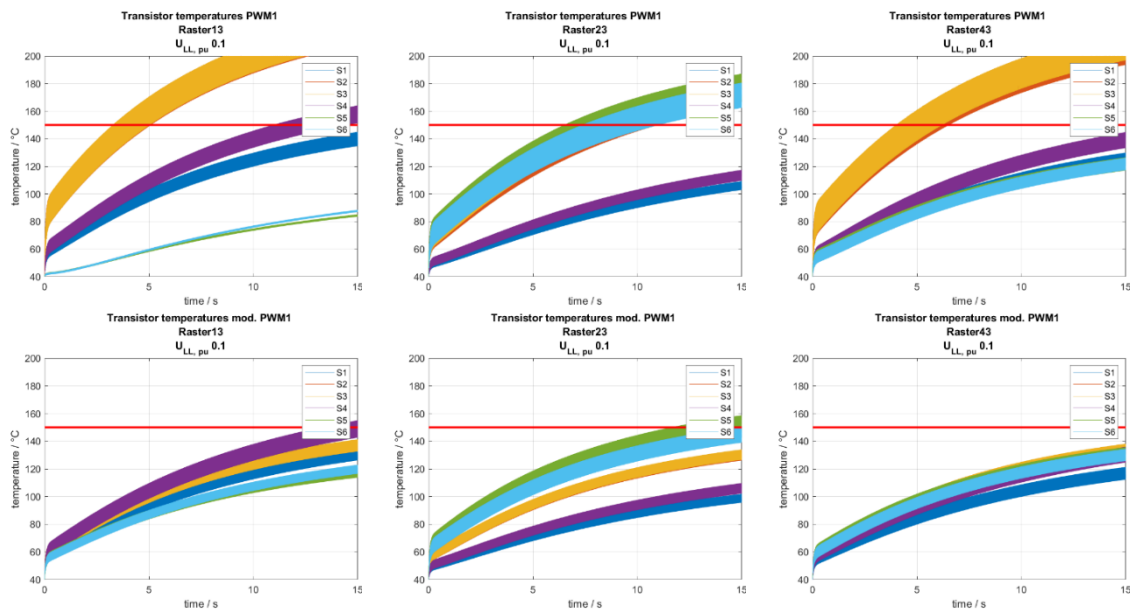 Transistor temperatures PWM1
Raster13
U_LL, pu 0.1
temperature / °C
200
180
160
140
120
100
80
60
40
0
5
10
15
time / s
S1
S2
S3
S4
S5
S6
Transistor temperatures PWM1
Raster23
U_LL, pu 0.1
temperature / °C
200
180
160
140
120
100
80
60
40
0
5
10
15
time / s
S1
S2
S3
S4
S5
S6
Transistor temperatures PWM1
Raster43
U_LL, pu 0.1
temperature / °C
200
180
160
140
120
100
80
60
40
0
5
10
15
time / s
S1
S2
S3
S4
S5
S6
Transistor temperatures mod. PWM1
Raster13
U_LL, pu 0.1
temperature / °C
200
180
160
140
120
100
80
60
40
0
5
10
15
time / s
S1
S2
S3
S4
S5
S6
Transistor temperatures mod. PWM1
Raster23
U_LL, pu 0.1
temperature / °C
200
180
160
140
120
100
80
60
40
0
5
10
15
time / s
S1
S2
S3
S4
S5
S6
Transistor temperatures mod. PWM1
Raster43
U_LL, pu 0.1
temperature / °C
200
180
160
140
120
100
80
60
40
0
5
10
15
time / s
S1
S2
S3
S4
S5
S6